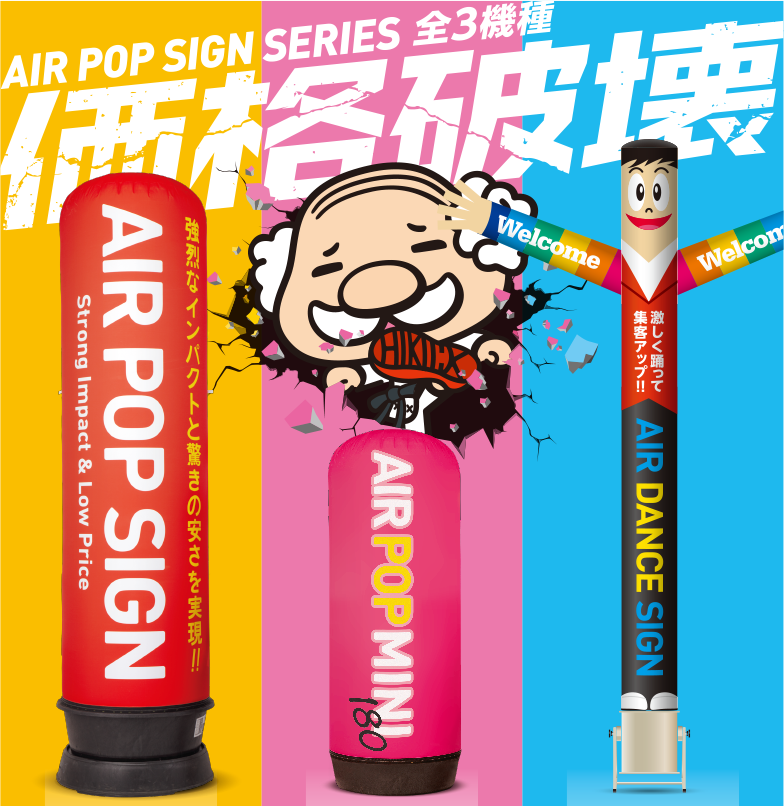 AIR POP SIGN SERIES 全3機種
価格破壊
AIR POP SIGN
Strong Impact & Low Price
強烈なインパクトと驚きの安さを実現!!
AIR POP MINI
180
Welcome
Welcom
激しく踊って
集客アップ!!
AIR DANCE SIGN